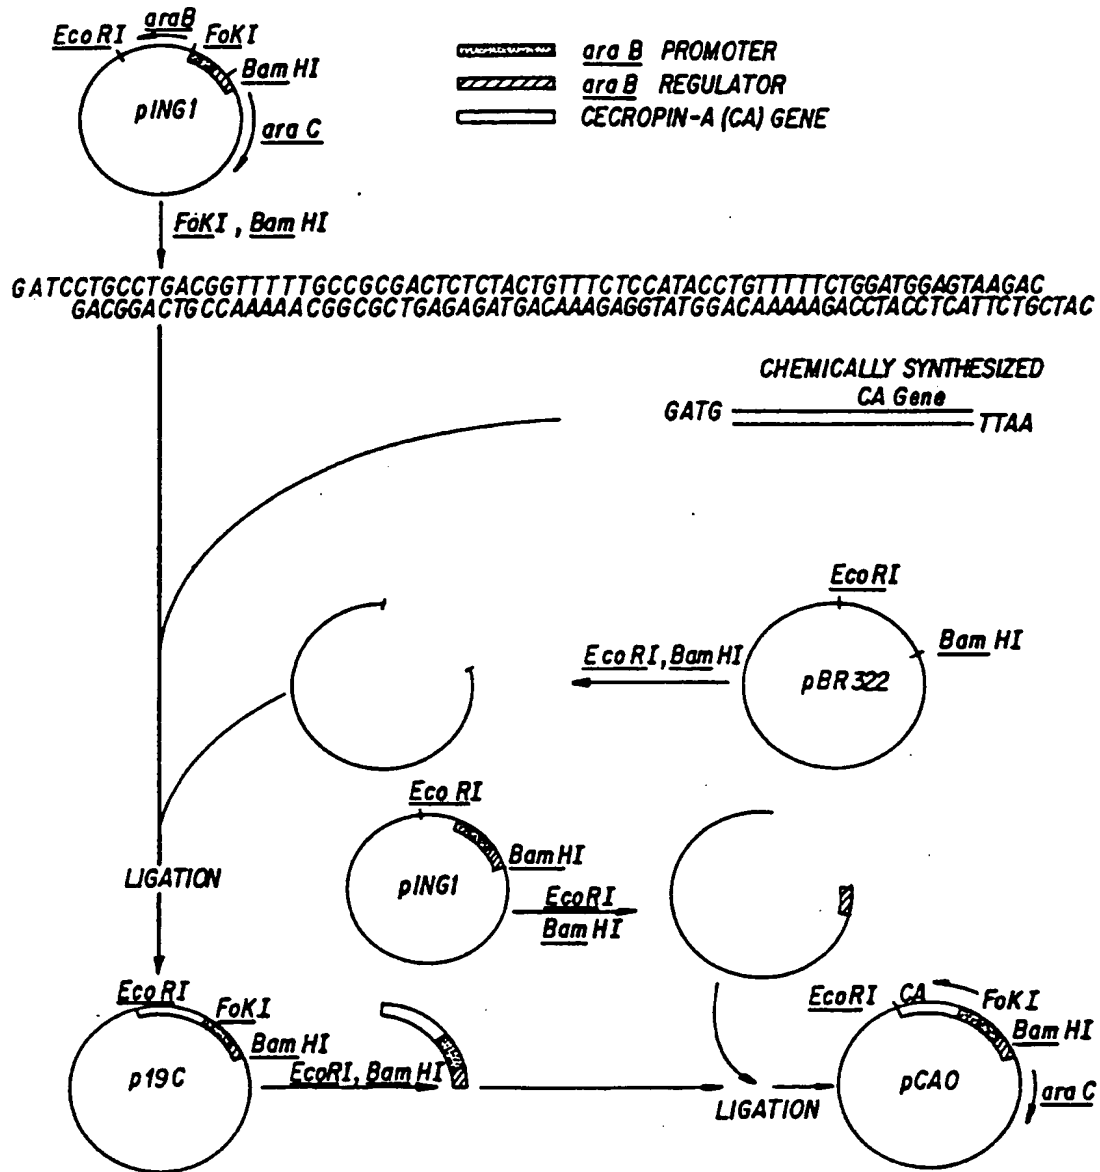 araB
EcoRI
FoKI
BamHI
pING1
araC
araB PROMOTER
araB REGULATOR
CECROPIN-A (CA) GENE
FoKI, BamHI
GATCCTGCCTGACGGTTTTTGCCGCGACTCTCTACTGTTTCTCCATACCTGTTTTTCTGGATGGAGTAAGAC
GACGGACTGCCAAAAACGGCGCTGAGAGATGACAAAGAGGTATGGACAAAAAGACCTACCTCATTCTGCTAC
CHEMICALLY SYNTHESIZED
CA Gene
GATG
TTAA
EcoRI
BamHI
EcoRI, BamHI
pBR322
EcoRI
BamHI
pING1
EcoRI
BamHI
LIGATION
EcoRI
FoKI
BamHI
p19C
EcoRI, BamHI
LIGATION
EcoRI
CA
FoKI
BamHI
pCAO
araC